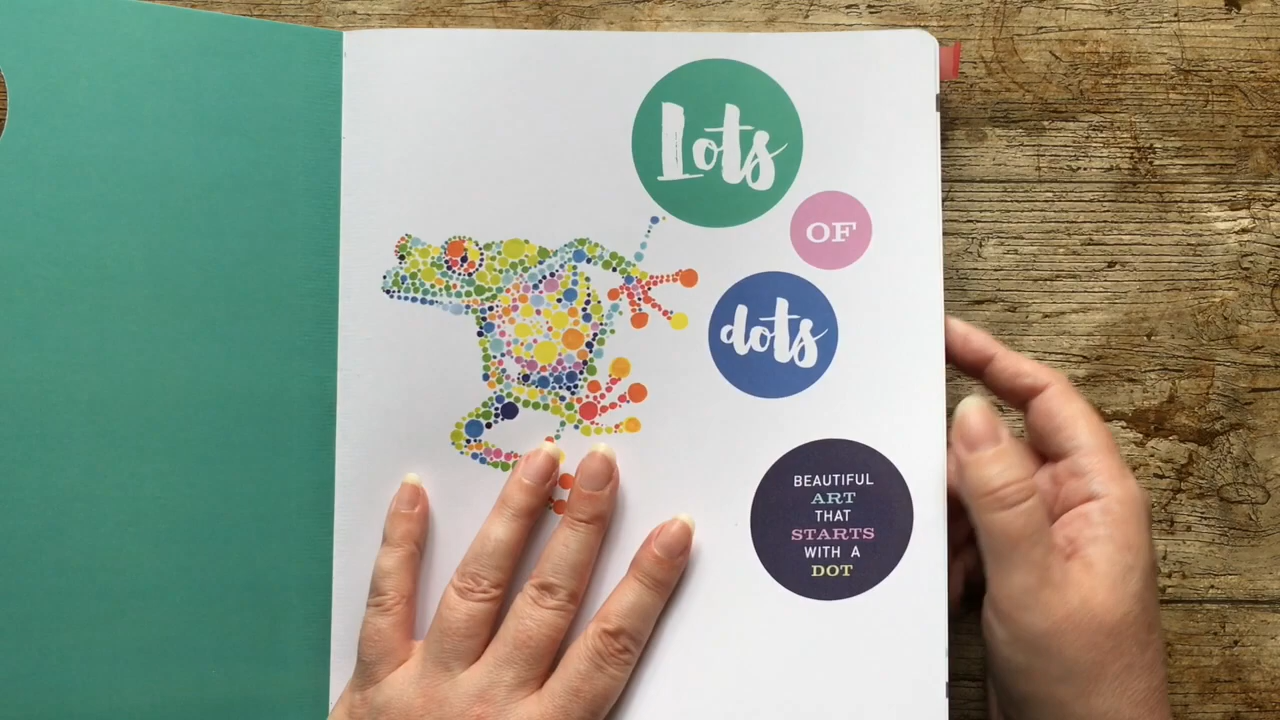 Lots
OF
dots
BEAUTIFUL
ART
THAT
STARTS
WITH A
DOT